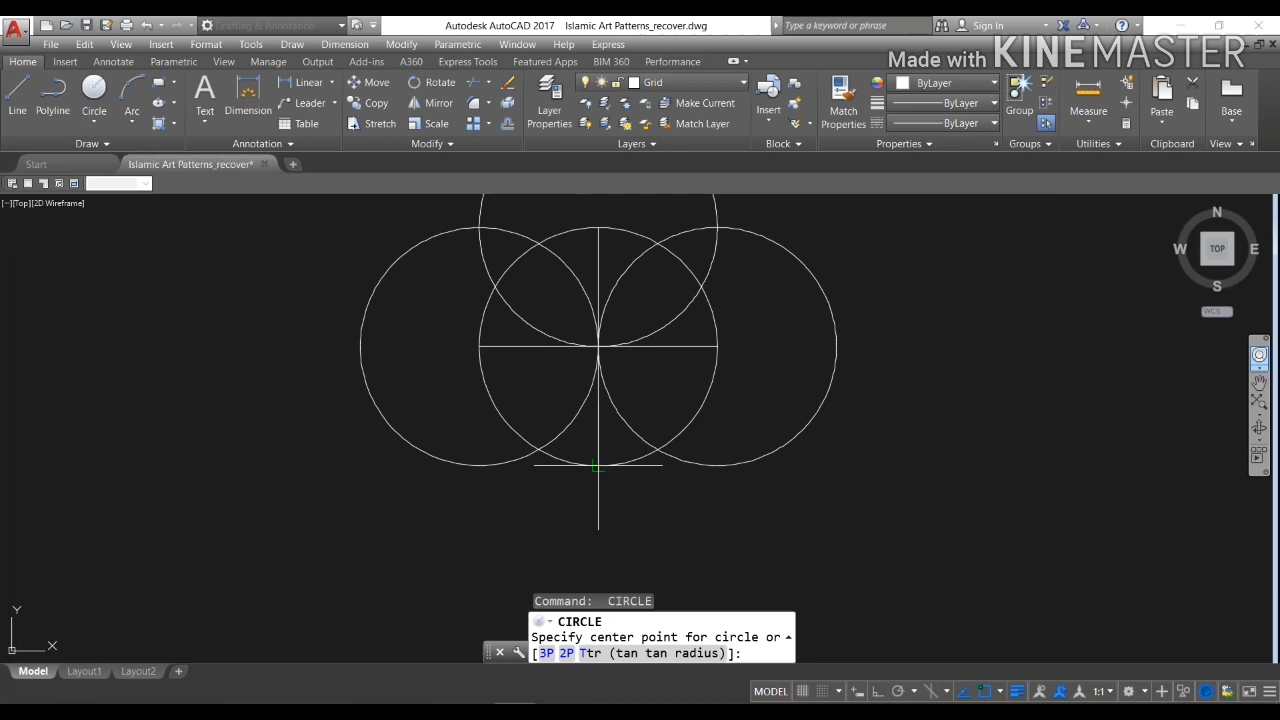 Drafting & Annotation
Autodesk AutoCAD 2017 Islamic Art Patterns_recover.dwg
Type a keyword or phrase
Sign In
File Edit View Insert Format Tools Draw Dimension Modify Parametric Window Help Express
Made with KINEMASTER
Home Insert Annotate Parametric View Manage Output Add-ins A360 Express Tools Featured Apps BIM 360 Performance
Line Polyline Circle Arc
Text Dimension
Linear
Leader
Table
Move Rotate
Copy Mirror
Stretch Scale
Layer Properties
Grid
Make Current
Match Layer
Insert
Match Properties
ByLayer
ByLayer
ByLayer
Group
Measure
Paste
Base
Draw Annotation Modify Layers Block Properties Groups Utilities Clipboard View
Start Islamic Art Patterns_recover*
[−][Top][2D Wireframe]
N
W TOP E
S
WCS
Y
X
Command: CIRCLE
CIRCLE
Specify center point for circle or
[3P 2P Ttr (tan tan radius)]:
Model Layout1 Layout2
MODEL 1:1